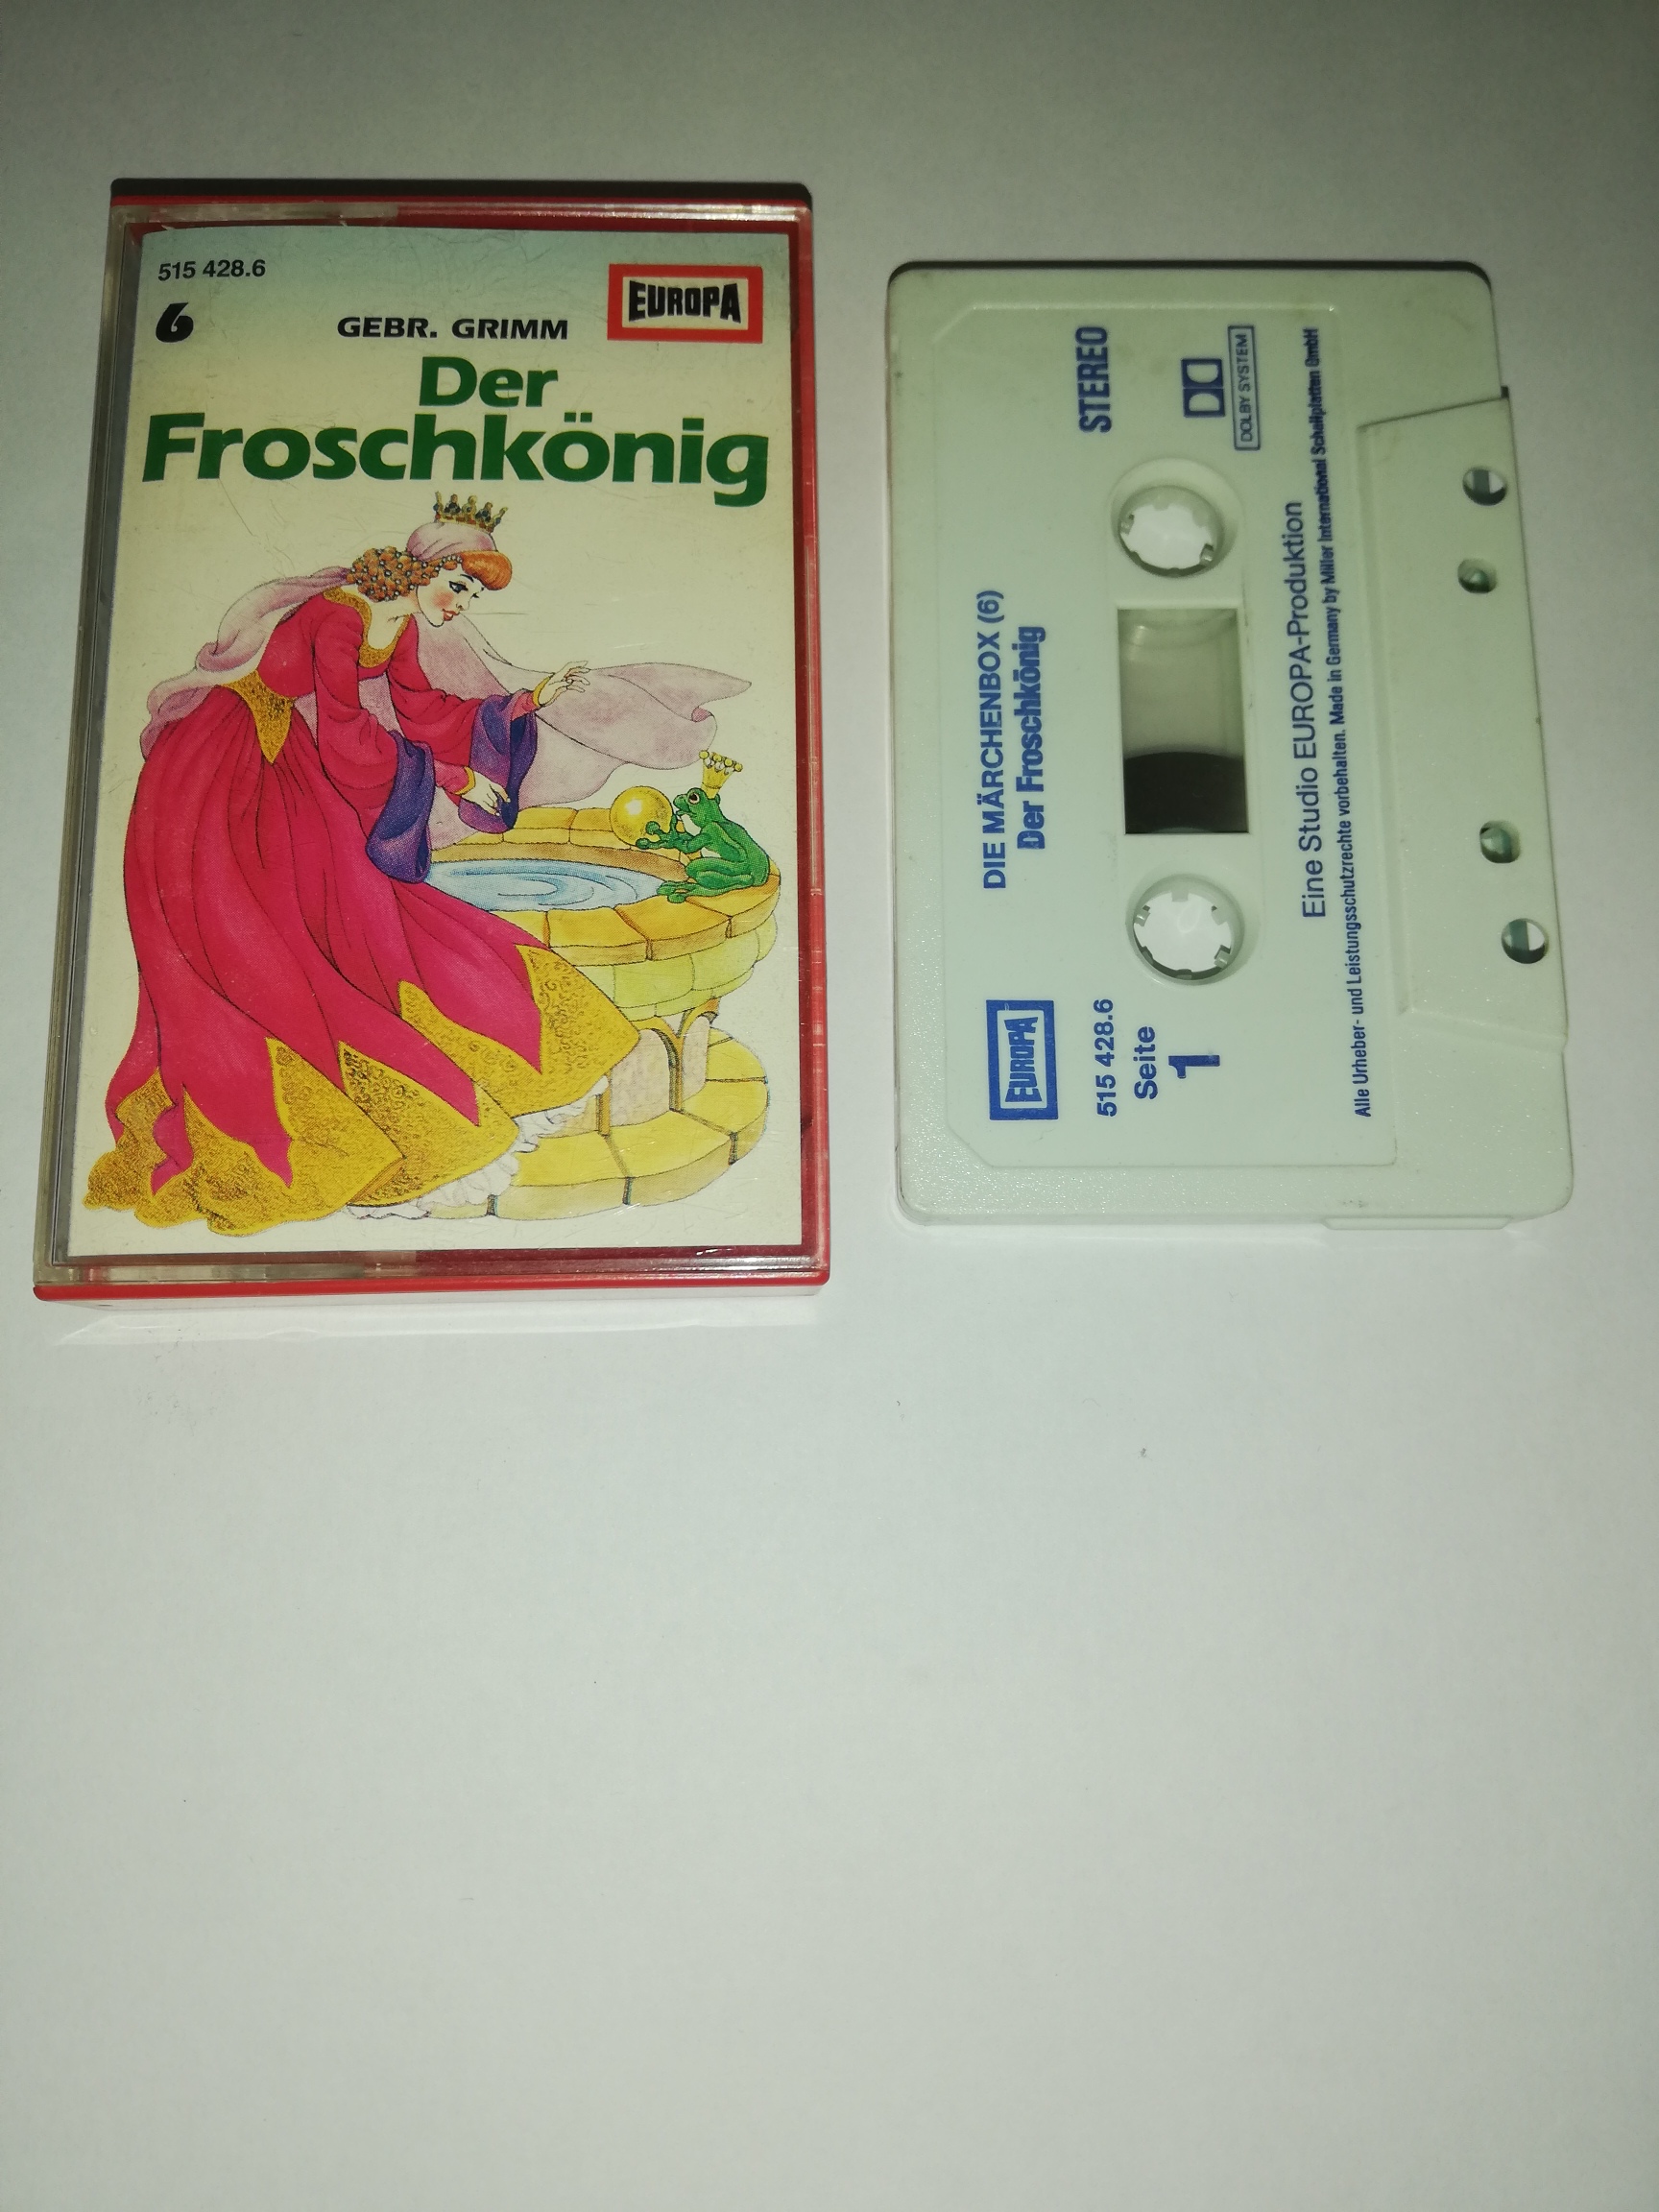 515 428.6
6
EUROPA
GEBR. GRIMM
Der
Froschkönig
DIE MÄRCHENBOX (6)
Der Froschkönig
EUROPA
STEREO
515 428.6
Seite
1
DOLBY SYSTEM
Eine Studio EUROPA-Produktion
Alle Urheber- und Leistungsschutzrechte vorbehalten. Made in Germany by Miller International Schallplatten GmbH